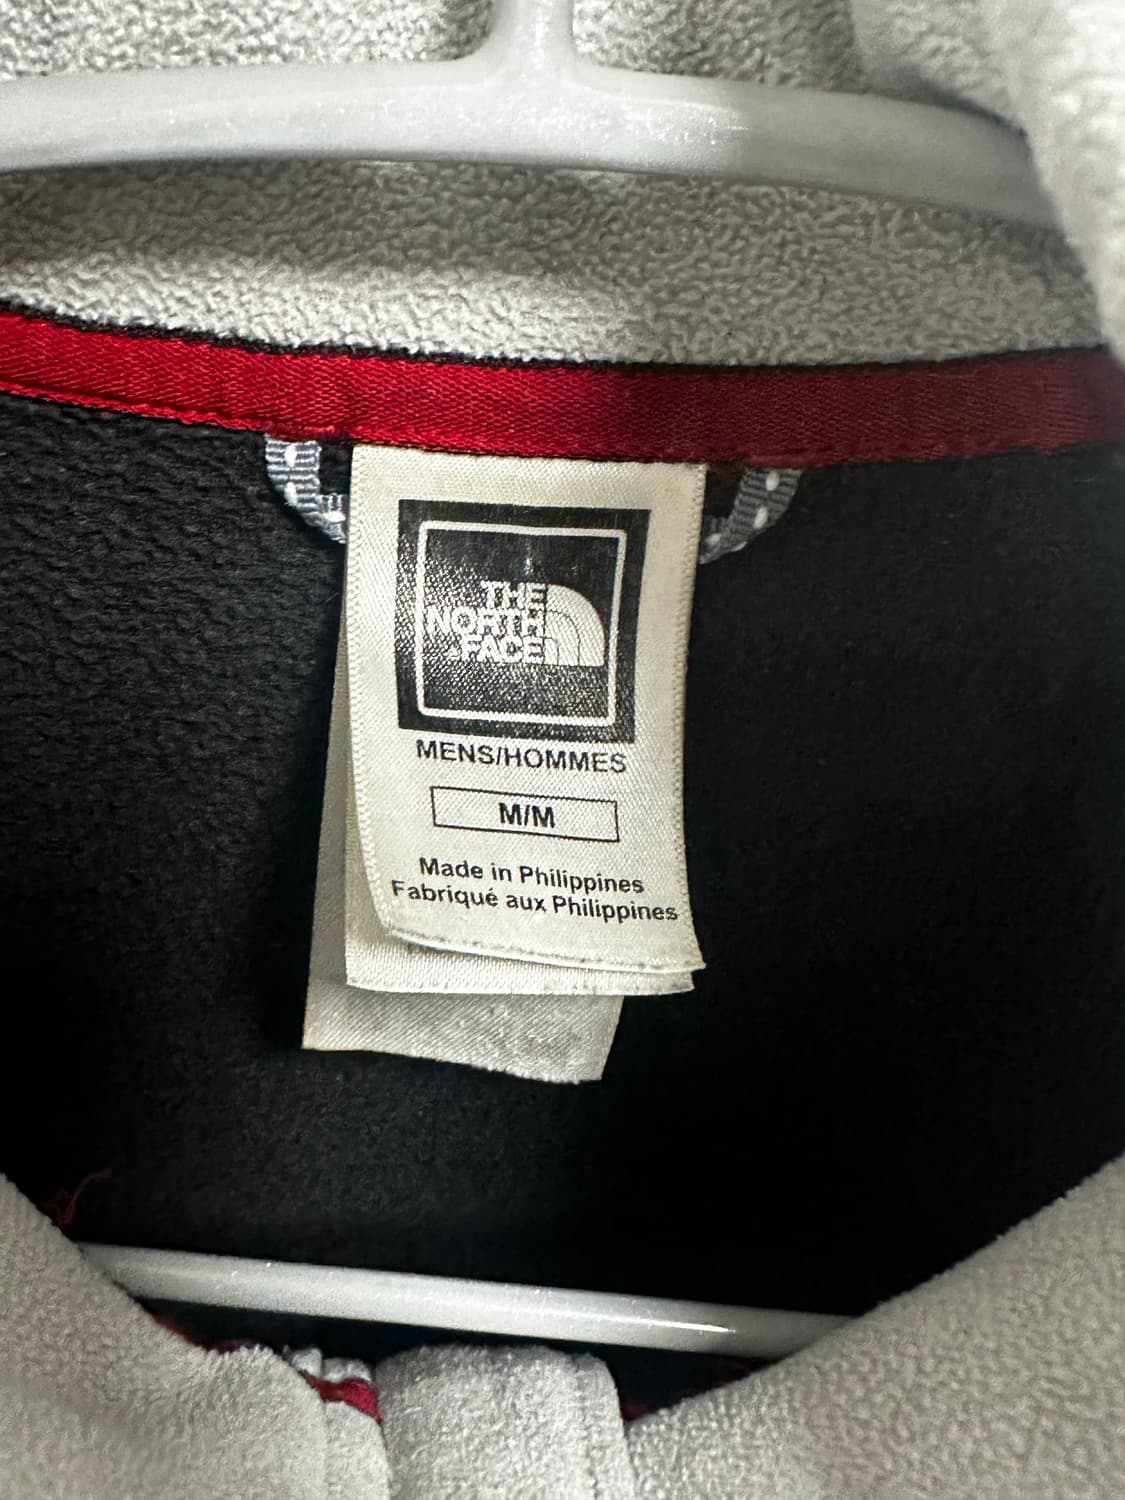 THE
NORTH
FACE
MENS/HOMMES
M/M
Made in Philippines
Fabriqué aux Philippines